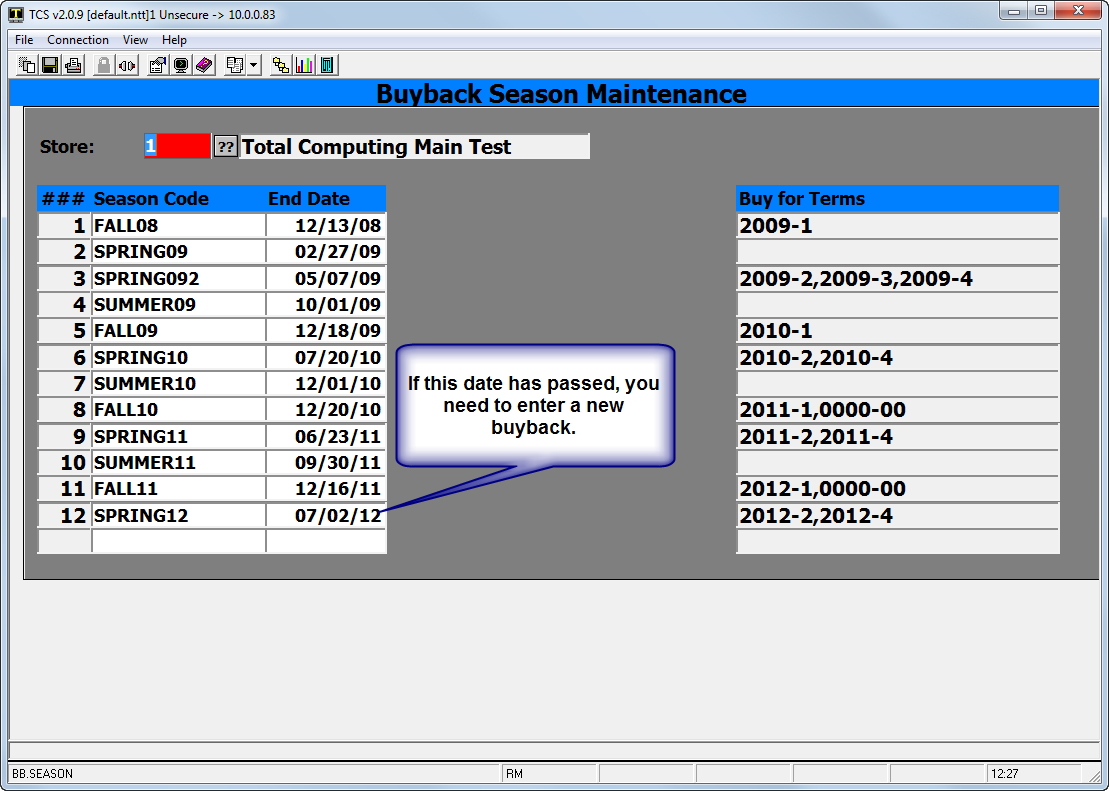 TCS v2.0.9 [default.ntt]1 Unsecure -> 10.0.0.83
File Connection View Help
Buyback Season Maintenance
Store: 1 ?? Total Computing Main Test
### Season Code End Date Buy for Terms
1 FALL08 12/13/08 2009-1
2 SPRING09 02/27/09
3 SPRING092 05/07/09 2009-2,2009-3,2009-4
4 SUMMER09 10/01/09
5 FALL09 12/18/09 2010-1
6 SPRING10 07/20/10 2010-2,2010-4
7 SUMMER10 12/01/10
8 FALL10 12/20/10 2011-1,0000-00
9 SPRING11 06/23/11 2011-2,2011-4
10 SUMMER11 09/30/11
11 FALL11 12/16/11 2012-1,0000-00
12 SPRING12 07/02/12 2012-2,2012-4
If this date has passed, you
need to enter a new
buyback.
BB.SEASON RM 12:27